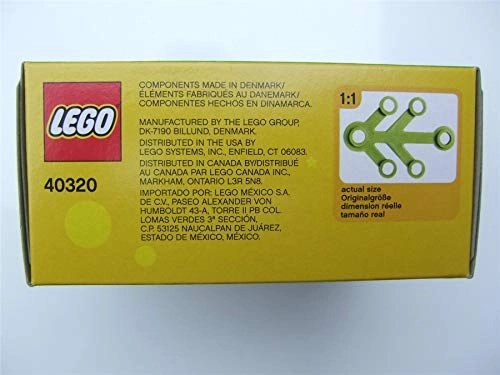 LEGO
40320
COMPONENTS MADE IN DENMARK/
ÉLÉMENTS FABRIQUÉS AU DANEMARK/
COMPONENTES HECHOS EN DINAMARCA.
MANUFACTURED BY THE LEGO GROUP,
DK-7190 BILLUND, DENMARK.
DISTRIBUTED IN THE USA BY
LEGO SYSTEMS, INC., ENFIELD, CT 06083.
DISTRIBUTED IN CANADA BY/DISTRIBUÉ
AU CANADA PAR LEGO CANADA INC.,
MARKHAM, ONTARIO L3R 5N8.
IMPORTADO POR: LEGO MÉXICO S.A.
DE C.V., PASEO ALEXANDER VON
HUMBOLDT 43-A, TORRE II PB COL.
LOMAS VERDES 3ª SECCIÓN,
C.P. 53125 NAUCALPAN DE JUÁREZ,
ESTADO DE MÉXICO, MÉXICO.
1:1
actual size
Originalgröße
dimension réelle
tamaño real